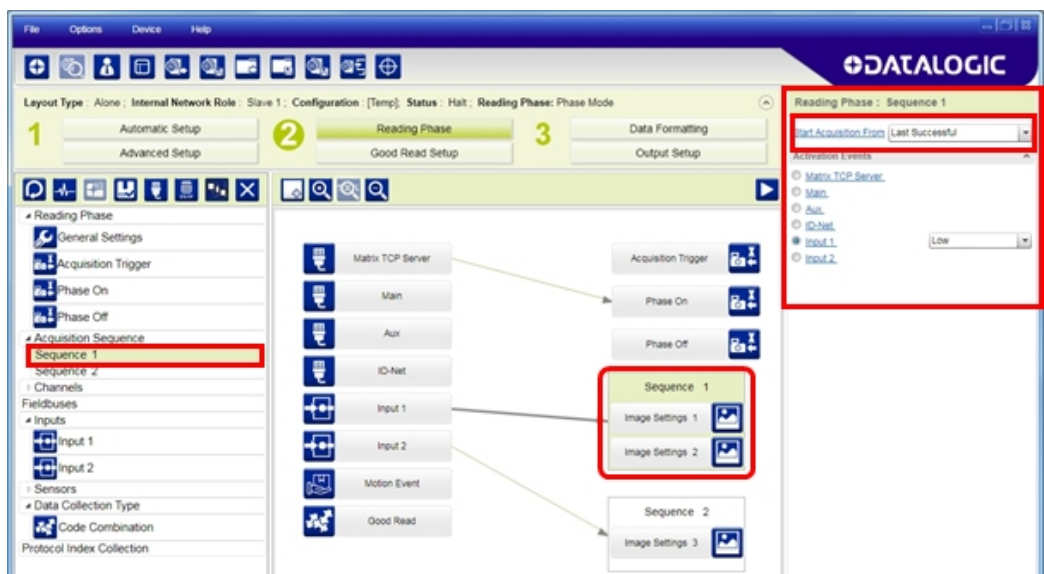 File Options Device Help
DATALOGIC
Layout Type : Alone ; Internal Network Role : Slave 1 ; Configuration : [Temp]; Status : Halt ; Reading Phase: Phase Mode
1 Automatic Setup
Advanced Setup
2 Reading Phase
Good Read Setup
3 Data Formatting
Output Setup
Reading Phase
General Settings
Acquisition Trigger
Phase On
Phase Off
Acquisition Sequence
Sequence 1
Sequence 2
Channels
Fieldbuses
Inputs
Input 1
Input 2
Sensors
Data Collection Type
Code Combination
Protocol Index Collection
Matrix TCP Server
Main
Aux
ID-Net
Input 1
Input 2
Motion Event
Good Read
Acquisition Trigger
Phase On
Phase Off
Sequence 1
Image Settings 1
Image Settings 2
Sequence 2
Image Settings 3
Reading Phase : Sequence 1
Start Acquisition From Last Successful
Activation Events
Matrix TCP Server
Main
Aux
ID-Net
Input 1 Low
Input 2